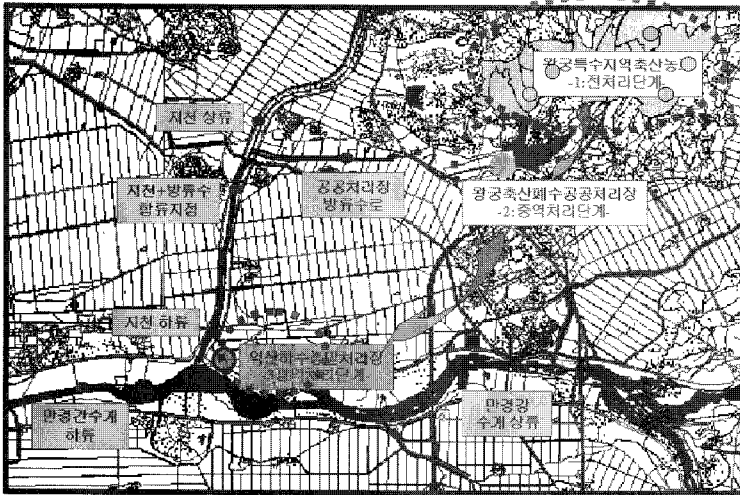 왕궁특수지역축산농가
-1:전처리단계
지천 상류
지천+방류수
합류지점
공공처리장
방류수로
왕궁축산폐수공공처리장
-2:중역처리단계-
지천 하류
익산하수종말처리장
만경강수계
하류
만경강
수계 상류